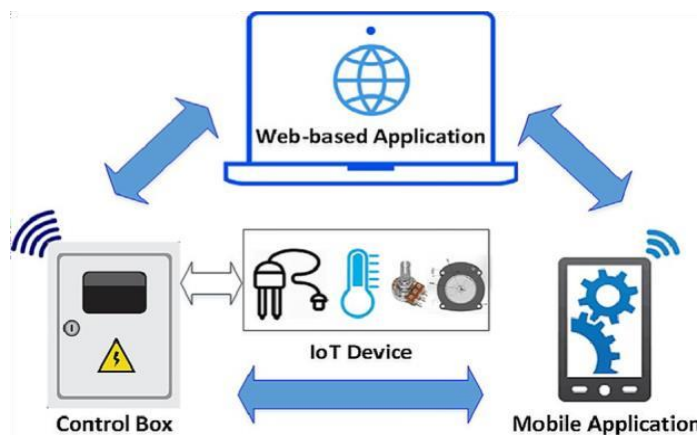 Web-based Application
IoT Device
Control Box
Mobile Application